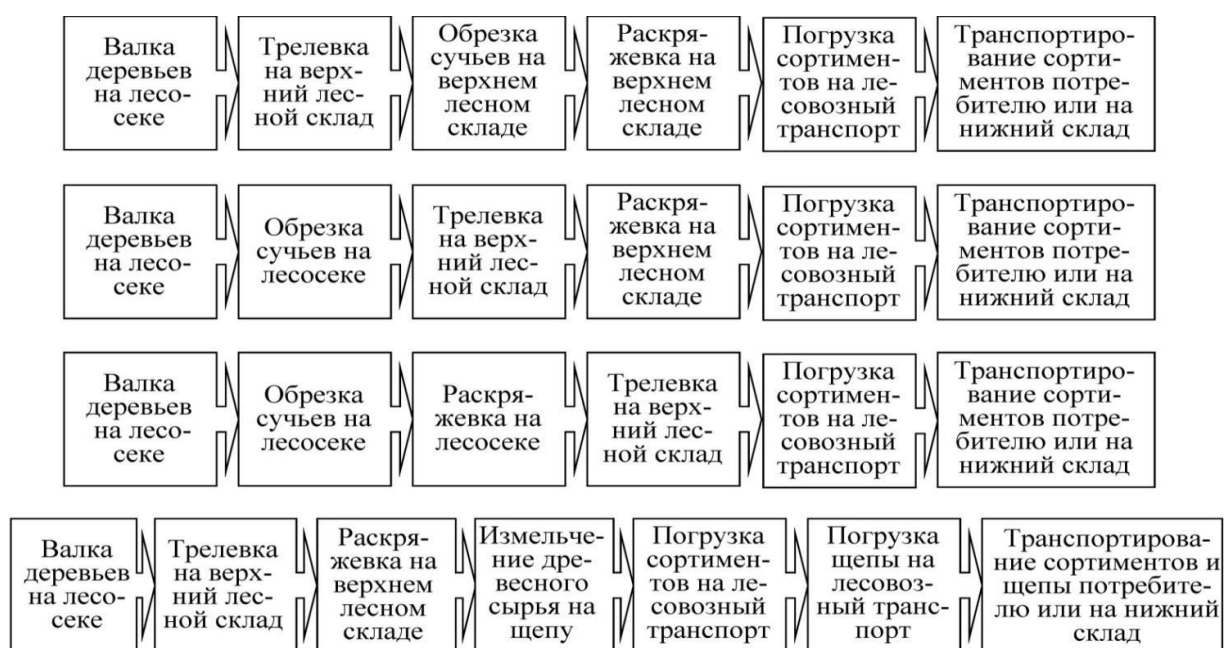 Валка
деревьев
на лесо-
секе
Трелевка
на верх-
ний лес-
ной склад
Обрезка
сучьев на
верхнем
лесном
складе
Раскря-
жевка на
верхнем
лесном
складе
Погрузка
сортимен-
тов на ле-
совозный
транспорт
Транспортиро-
вание сорти-
ментов потре-
бителю или на
нижний склад
Валка
деревьев
на лесо-
секе
Обрезка
сучьев на
лесосеке
Трелевка
на верх-
ний лес-
ной склад
Раскря-
жевка на
верхнем
лесном
складе
Погрузка
сортимен-
тов на ле-
совозный
транспорт
Транспортиро-
вание сорти-
ментов потре-
бителю или на
нижний склад
Валка
деревьев
на лесо-
секе
Обрезка
сучьев на
лесосеке
Раскря-
жевка на
лесосеке
Трелевка
на верх-
ний лес-
ной склад
Погрузка
сортимен-
тов на ле-
совозный
транспорт
Транспортиро-
вание сорти-
ментов потре-
бителю или на
нижний склад
Валка
деревьев
на лесо-
секе
Трелевка
на верх-
ний лес-
ной склад
Раскря-
жевка на
верхнем
лесном
складе
Измельче-
ние дре-
весного
сырья на
щепу
Погрузка
сортимен-
тов на ле-
совозный
транспорт
Погрузка
щепы на
лесовоз-
ный транс-
порт
Транспортирова-
ние сортиментов и
щепы потребите-
лю или на нижний
склад